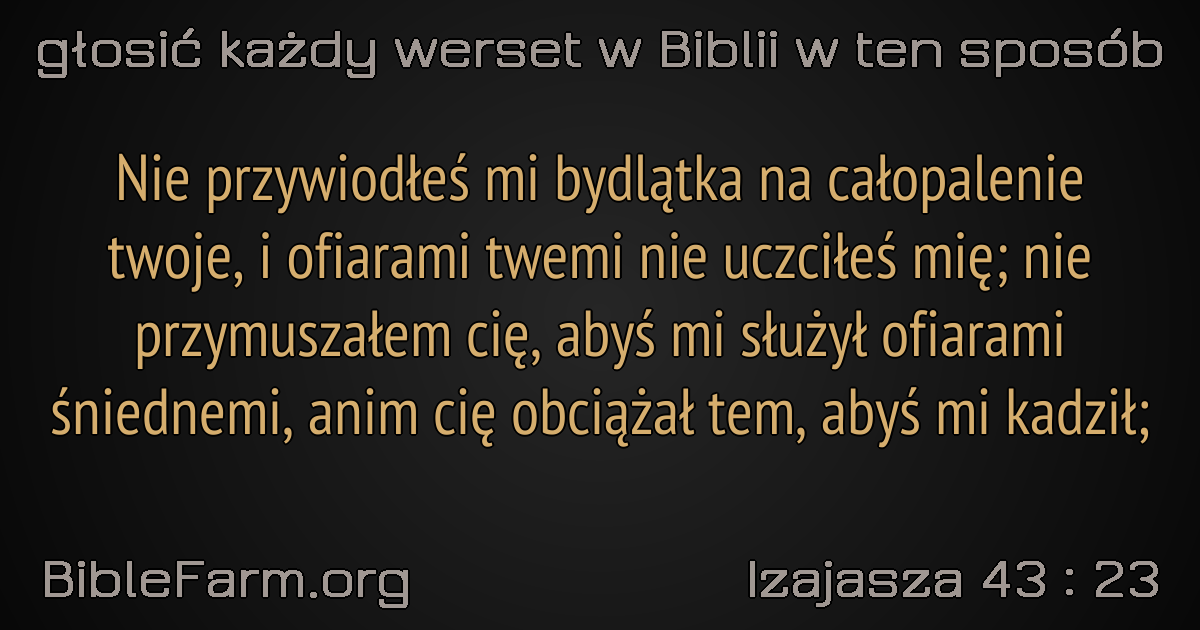 głosić każdy werset w Biblii w ten sposób
Nie przywiodłeś mi bydlątka na całopalenie
twoje, i ofiarami twemi nie uczciłeś mię; nie
przymuszałem cię, abyś mi służył ofiarami
śniednemi, anim cię obciążał tem, abyś mi kadził;
BibleFarm.org
Izajasza 43 : 23